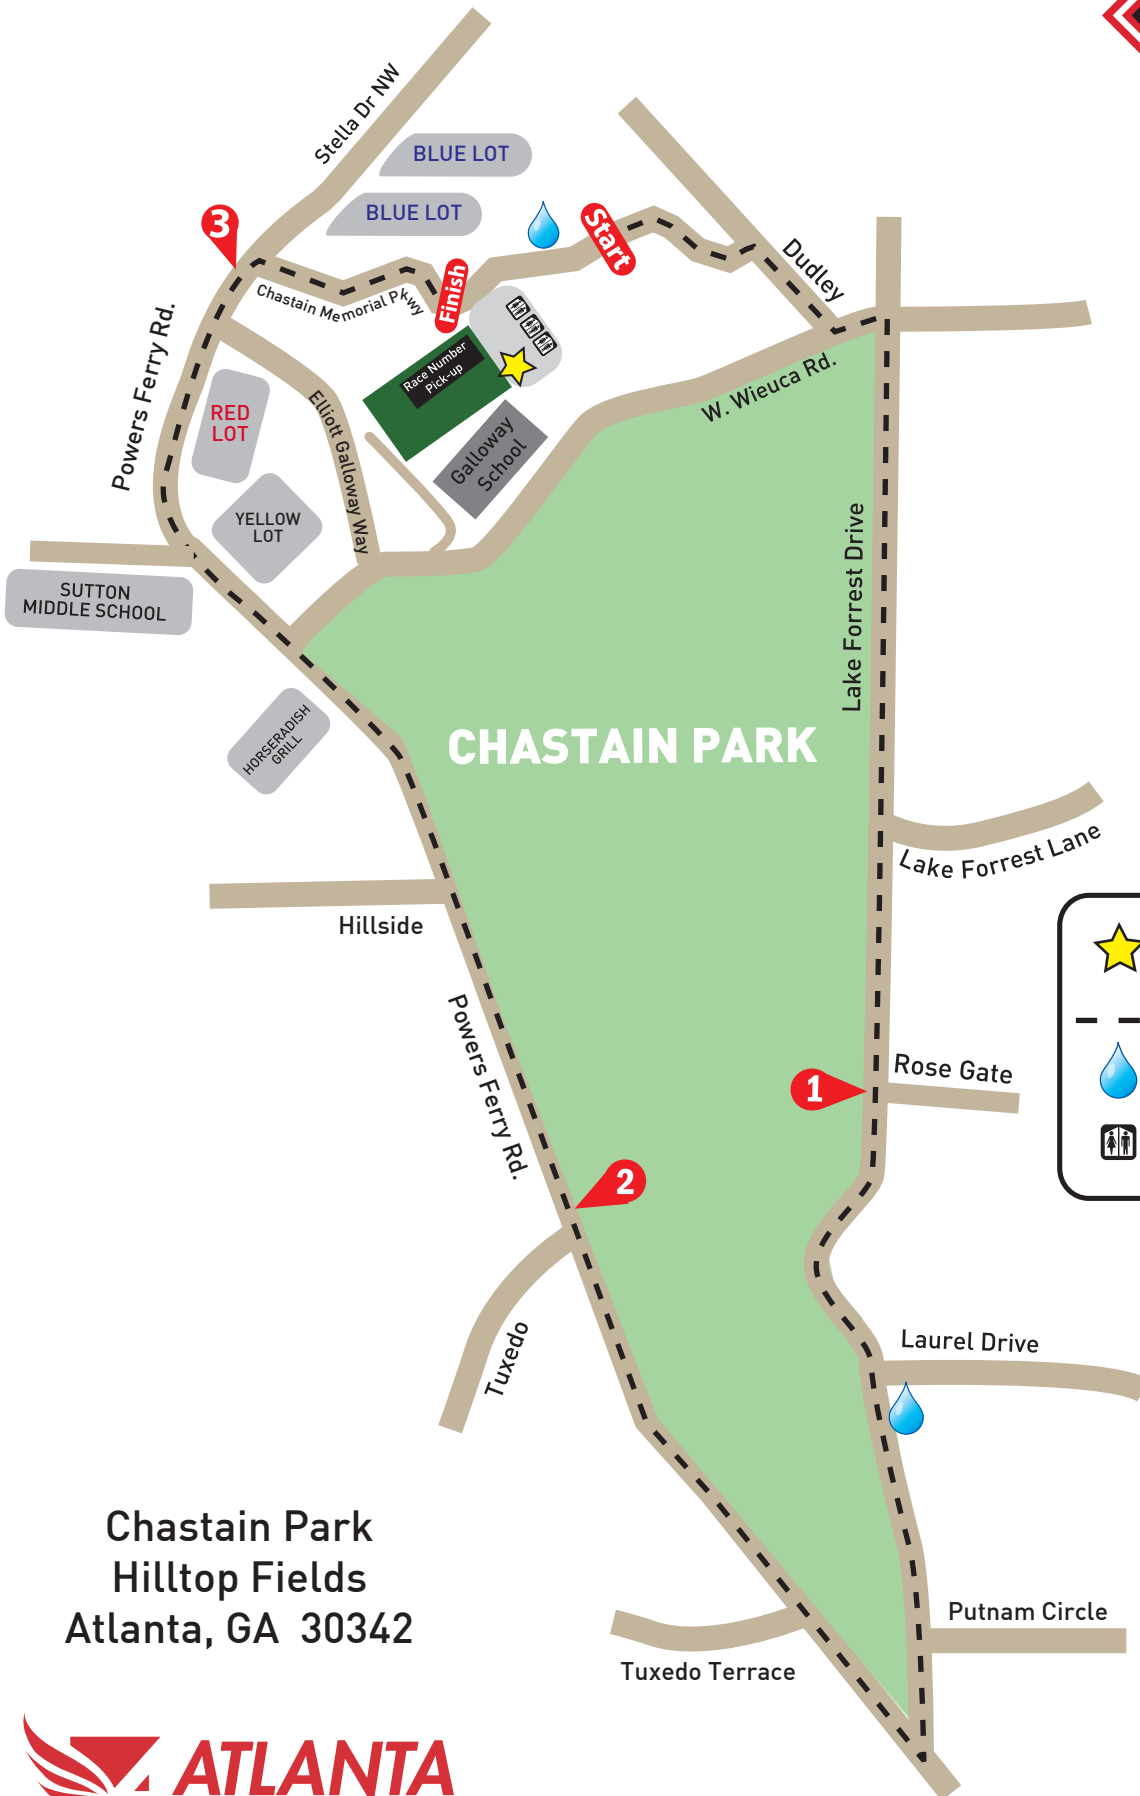 Stella Dr NW
BLUE LOT
BLUE LOT
3
Start
Dudley
Finish
Chastain Memorial Pkwy
Powers Ferry Rd.
Race Number
Pick-up
W. Wieuca Rd.
RED
LOT
Elliott Galloway Way
Galloway
School
YELLOW
LOT
SUTTON
MIDDLE SCHOOL
Lake Forrest Drive
HORSERADISH
GRILL
CHASTAIN PARK
Lake Forrest Lane
Hillside
Powers Ferry Rd.
Rose Gate
1
2
Tuxedo
Laurel Drive
Chastain Park
Hilltop Fields
Atlanta, GA 30342
Putnam Circle
Tuxedo Terrace
ATLANTA